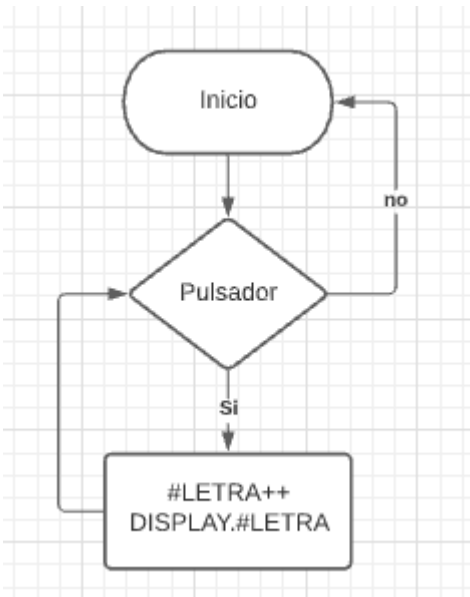 Inicio
no
Pulsador
Si
#LETRA++
DISPLAY.#LETRA